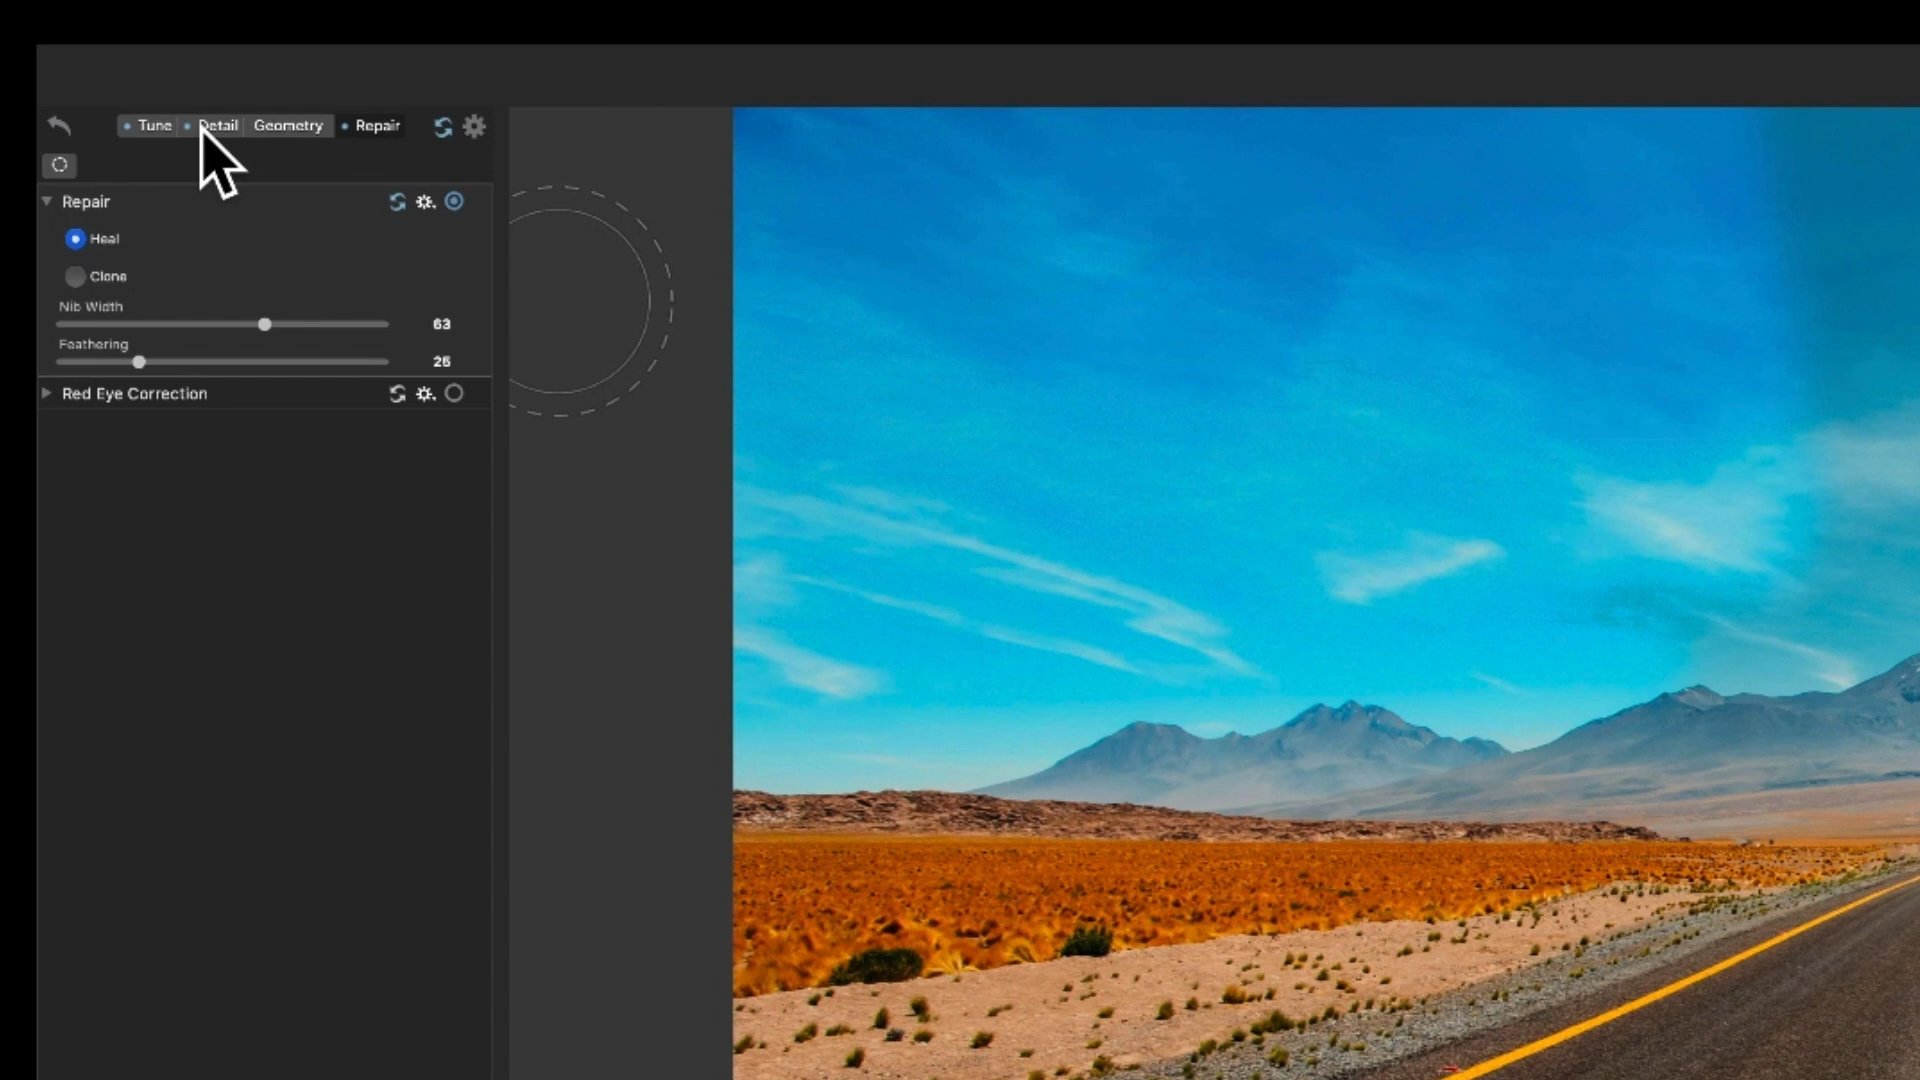 Tune Detail Geometry Repair
Repair
Heal
Clone
Nib Width
63
Feathering
25
Red Eye Correction